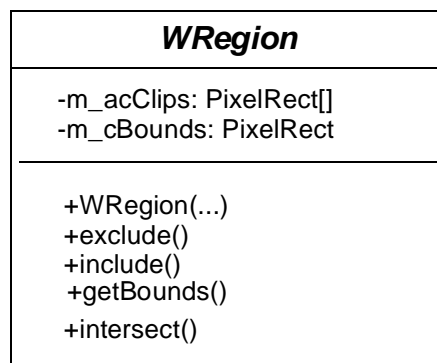 WRegion
-m_acClips: PixelRect[]
-m_cBounds: PixelRect
+WRegion(...)
+exclude()
+include()
+getBounds()
+intersect()